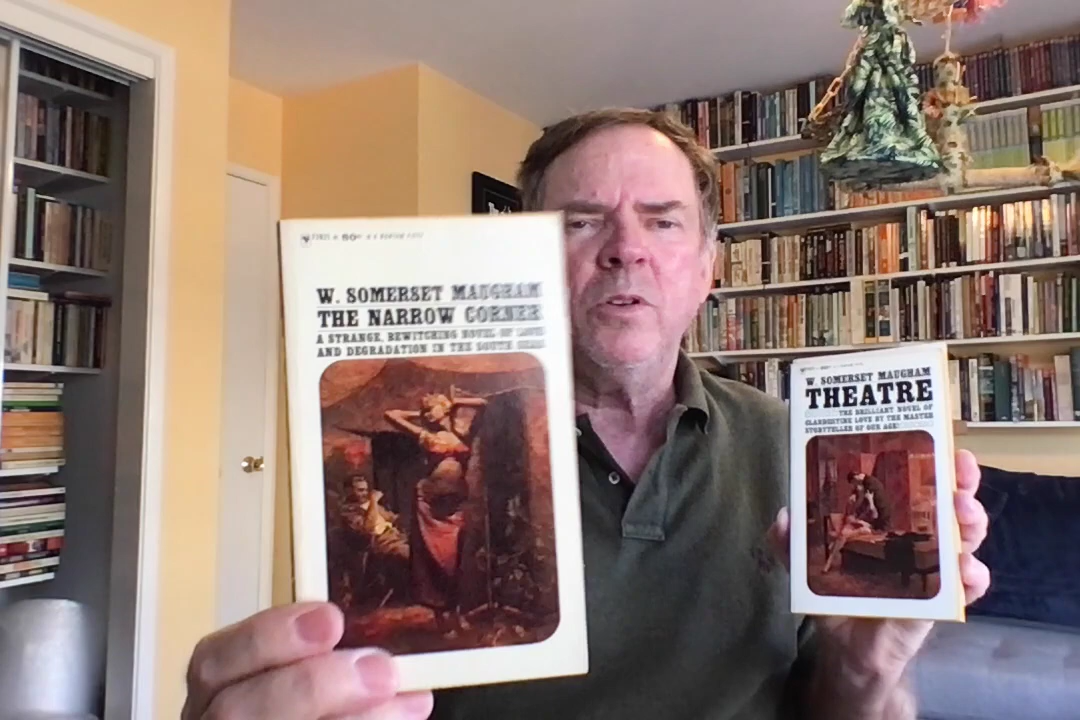 W. SOMERSET MAUGHAM
THE NARROW CORNER
A STRANGE, BEWITCHING NOVEL OF LOVE
AND DEGRADATION IN THE SOUTH SEAS
W. SOMERSET MAUGHAM
THEATRE
THE BRILLIANT NOVEL OF
CLANDESTINE LOVE BY THE MASTER
STORYTELLER OF OUR AGE